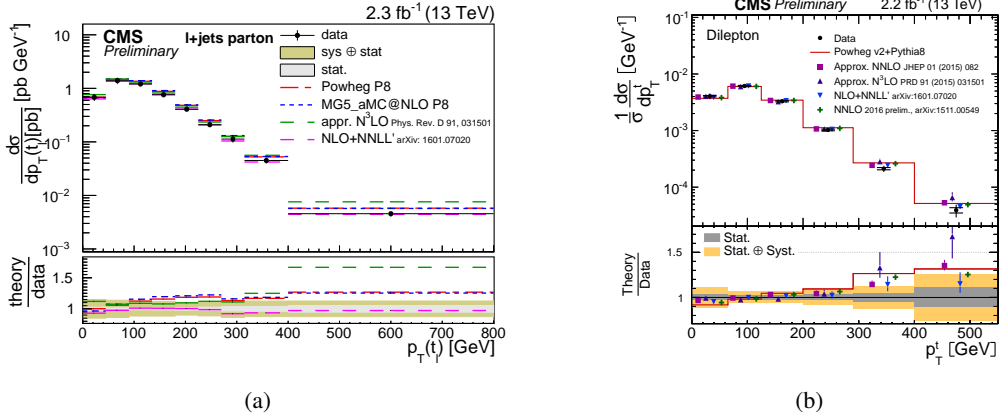 2.3 fb⁻¹ (13 TeV)
CMS
Preliminary
l+jets parton
data
sys ⊕ stat
stat.
Powheg P8
MG5_aMC@NLO P8
appr. N³LO Phys. Rev. D 91, 031501
NLO+NNLL' arXiv: 1601.07020
dσ/dp_T(t_l)[pb] [pb GeV⁻¹]
10
1
10⁻¹
10⁻²
10⁻³
theory/data
1.5
1
0 100 200 300 400 500 600 700 800
p_T(t_l) [GeV]
(a)
CMS Preliminary 2.2 fb⁻¹ (13 TeV)
Dilepton
Data
Powheg v2+Pythia8
Approx. NNLO JHEP 01 (2015) 082
Approx. N³LO PRD 91 (2015) 031501
NLO+NNLL' arXiv:1601.07020
NNLO 2016 prelim., arXiv:1511.00549
1/σ dσ/dp_T^t [GeV⁻¹]
10⁻¹
10⁻²
10⁻³
10⁻⁴
Stat.
Stat. ⊕ Syst.
Theory/Data
1.5
1
0 100 200 300 400 500
p_T^t [GeV]
(b)